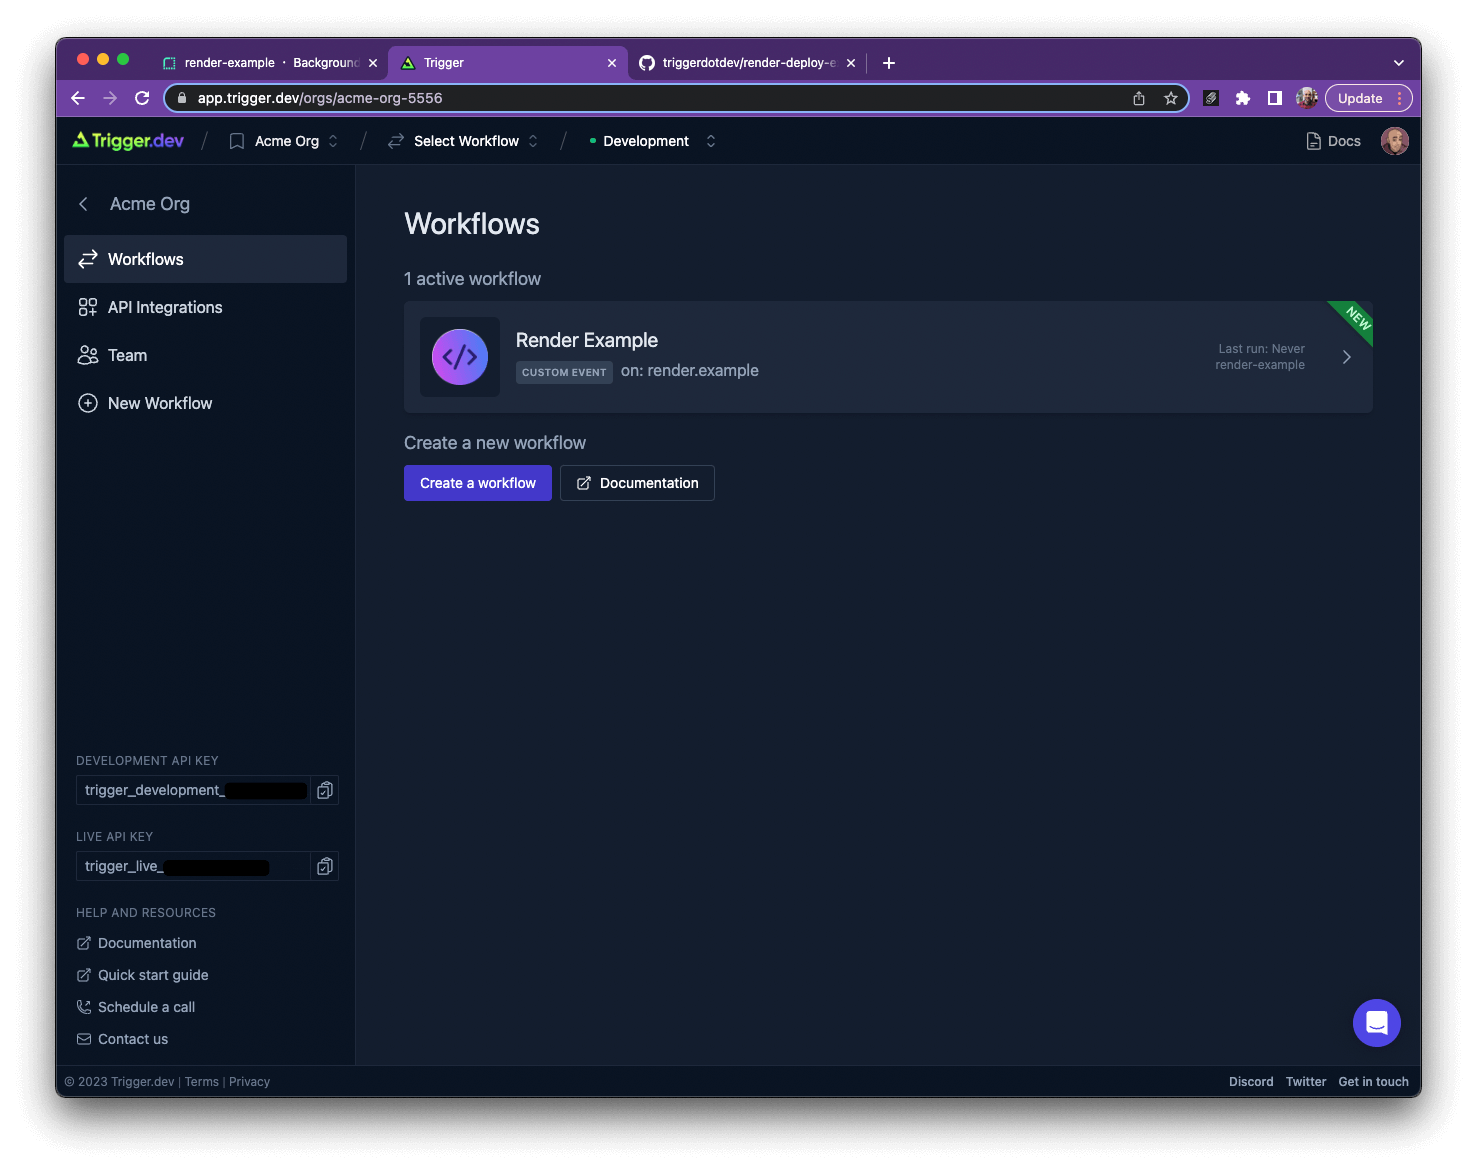 render-example · Background
Trigger
triggerdotdev/render-deploy-e
app.trigger.dev/orgs/acme-org-5556
Update
Trigger.dev
Acme Org
Select Workflow
Development
Docs
Acme Org
Workflows
API Integrations
Team
New Workflow
Workflows
1 active workflow
Render Example
CUSTOM EVENT on: render.example
Last run: Never
render-example
NEW
Create a new workflow
Create a workflow
Documentation
DEVELOPMENT API KEY
trigger_development_
LIVE API KEY
trigger_live_
HELP AND RESOURCES
Documentation
Quick start guide
Schedule a call
Contact us
© 2023 Trigger.dev | Terms | Privacy
Discord
Twitter
Get in touch